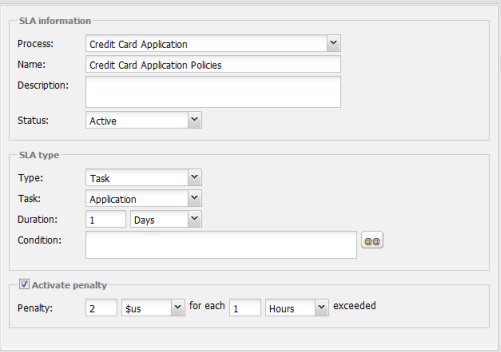 SLA information
Process: Credit Card Application
Name: Credit Card Application Policies
Description:
Status: Active
SLA type
Type: Task
Task: Application
Duration: 1 Days
Condition: @@
Activate penalty
Penalty: 2 $us for each 1 Hours exceeded